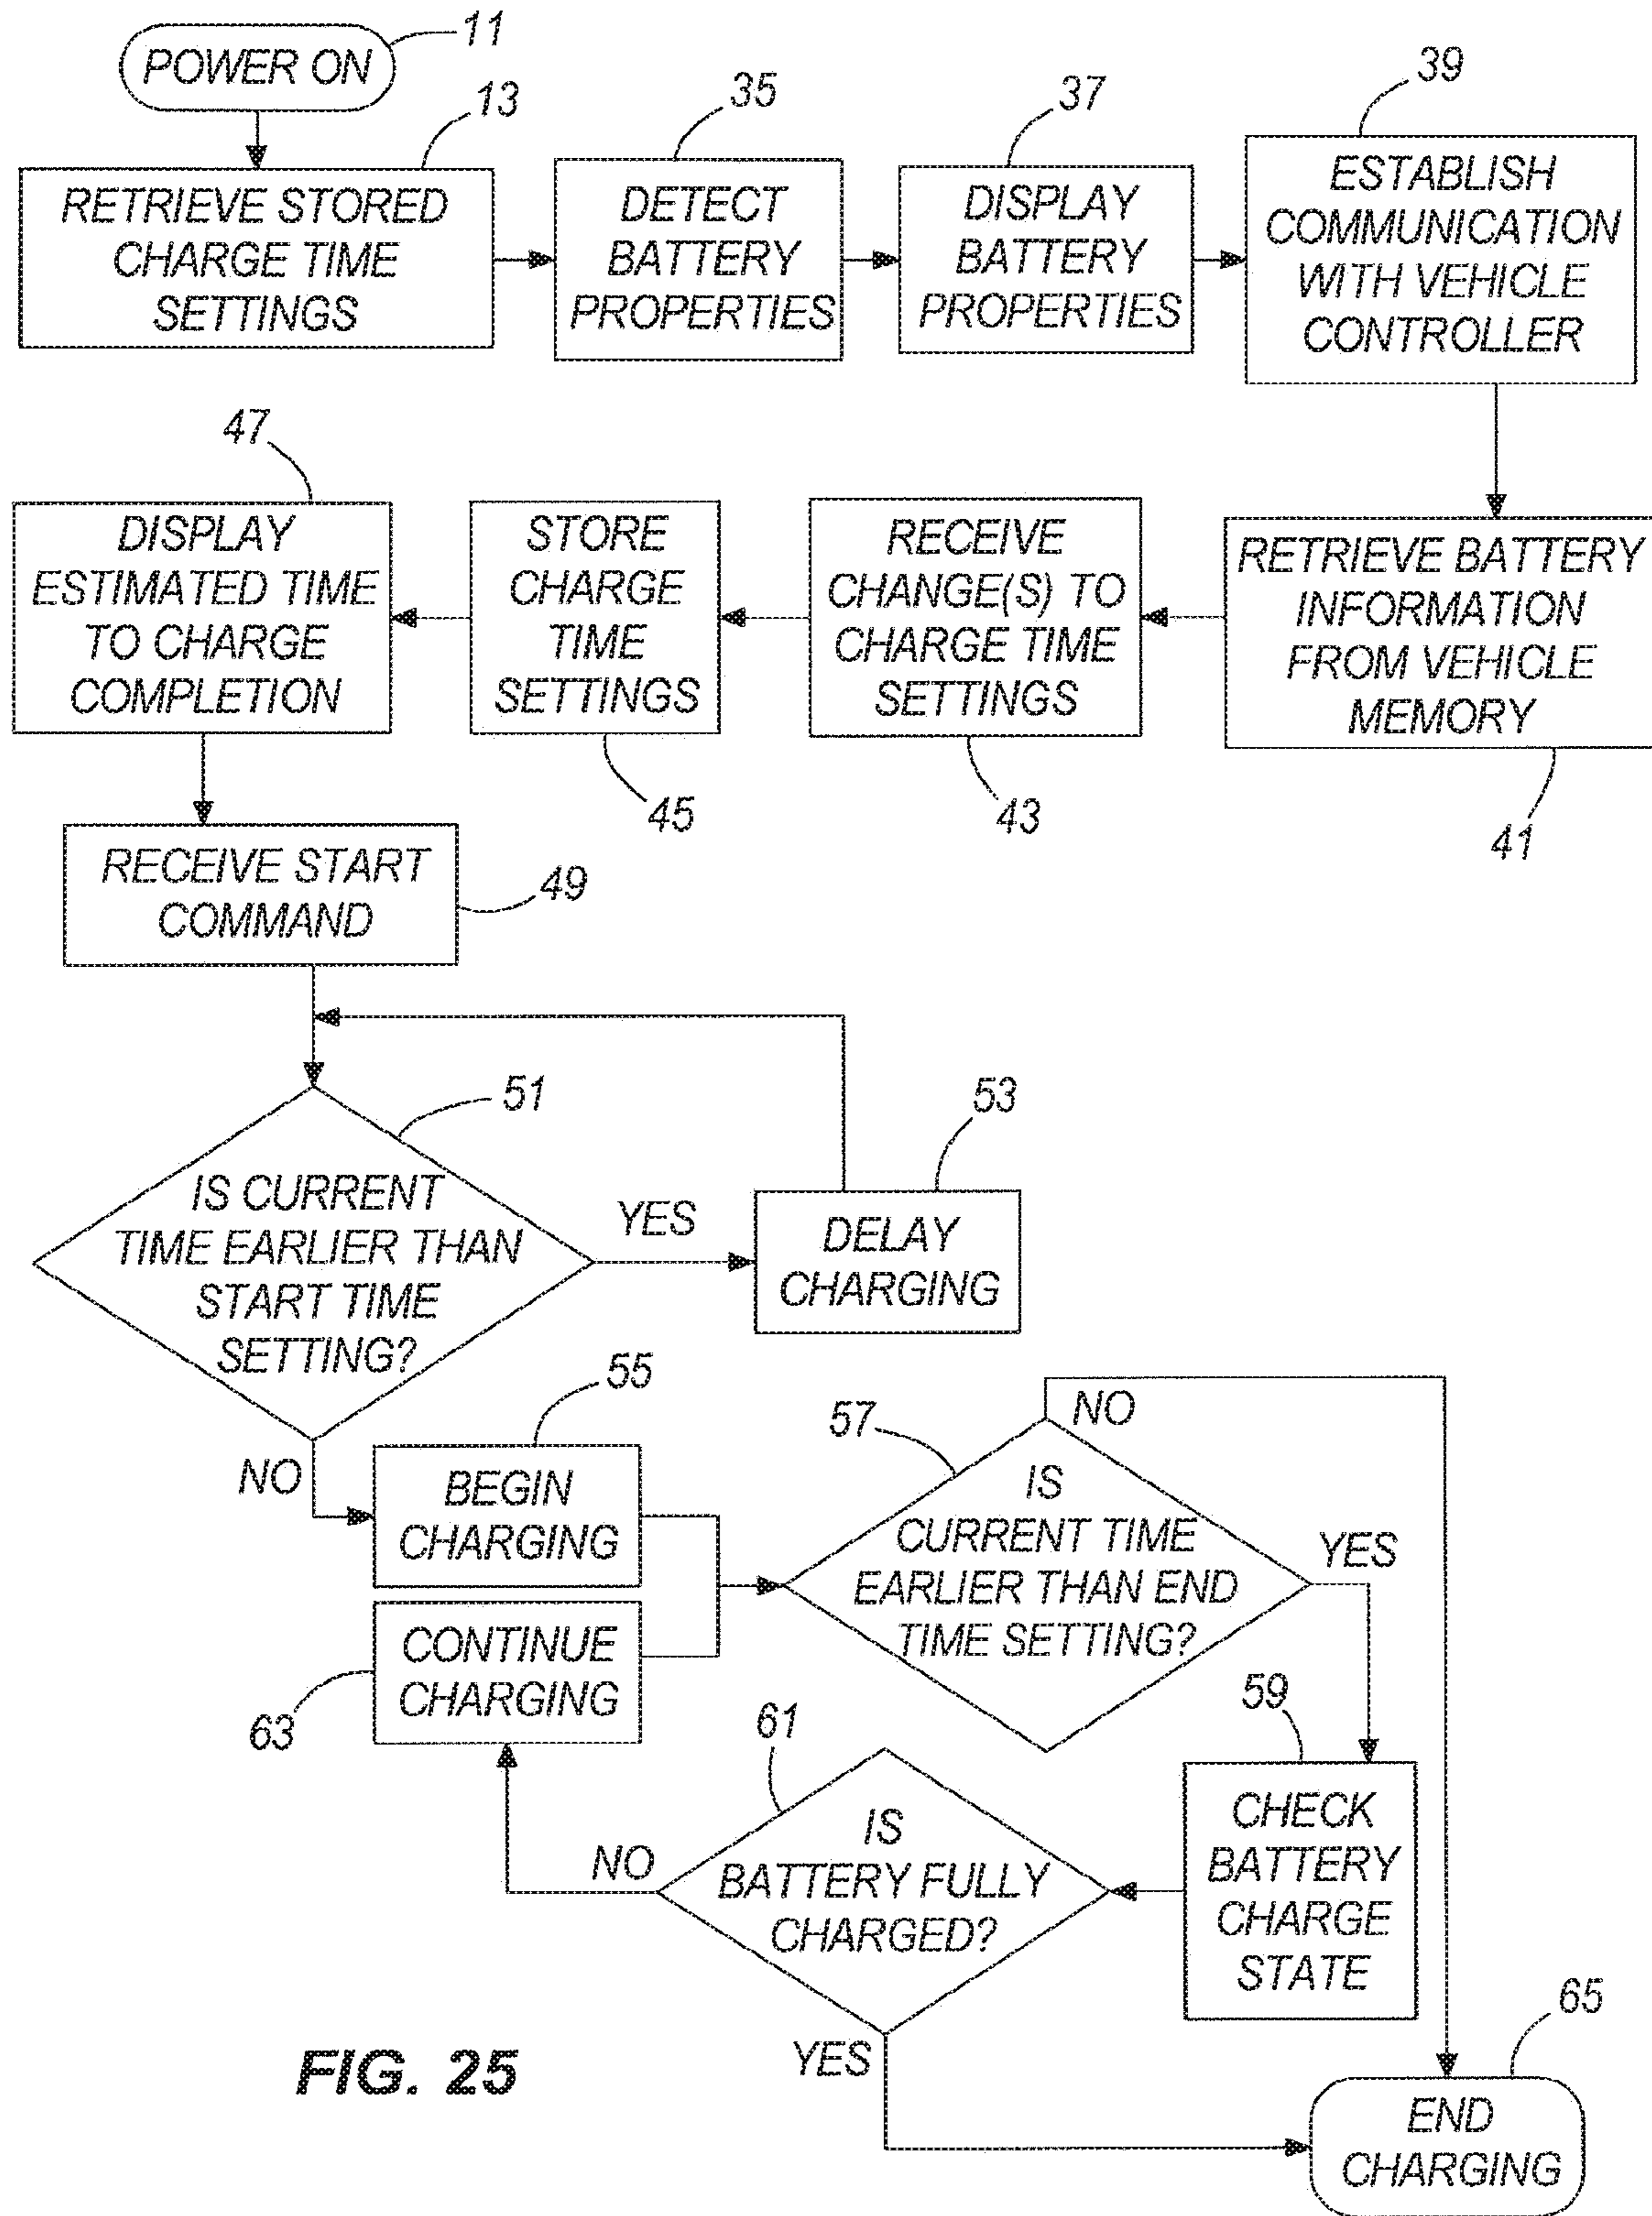 11
POWER ON
13
RETRIEVE STORED
CHARGE TIME
SETTINGS
35
DETECT
BATTERY
PROPERTIES
37
DISPLAY
BATTERY
PROPERTIES
39
ESTABLISH
COMMUNICATION
WITH VEHICLE
CONTROLLER
RETRIEVE BATTERY
INFORMATION
FROM VEHICLE
MEMORY
41
RECEIVE
CHANGE(S) TO
CHARGE TIME
SETTINGS
43
STORE
CHARGE
TIME
SETTINGS
45
47
DISPLAY
ESTIMATED TIME
TO CHARGE
COMPLETION
RECEIVE START
COMMAND
49
51
IS CURRENT
TIME EARLIER THAN
START TIME
SETTING?
YES
53
DELAY
CHARGING
NO
55
BEGIN
CHARGING
57
IS
CURRENT TIME
EARLIER THAN END
TIME SETTING?
NO
YES
59
CHECK
BATTERY
CHARGE
STATE
61
IS
BATTERY FULLY
CHARGED?
NO
CONTINUE
CHARGING
63
YES
65
END
CHARGING
FIG. 25